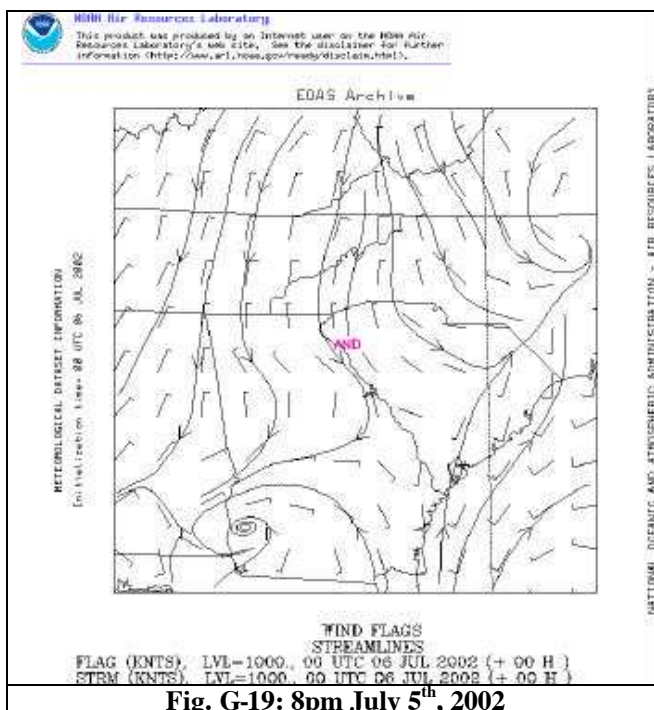 NOAA Air Resources Laboratory
This product was produced by an Internet user on the NOAA Air
Resources Laboratory's web site. See the disclaimer for further
information (http://www.arl.noaa.gov/ready/disclaim.html).
EDAS Archive
METEOROLOGICAL DATASET INFORMATION
Initialization time= 00 UTC 06 JUL 2002
AND
NATIONAL OCEANIC AND ATMOSPHERIC ADMINISTRATION - AIR RESOURCES LABORATORY
WIND FLAGS
STREAMLINES
FLAG (KNTS), LVL=1000., 00 UTC 06 JUL 2002 (+ 00 H )
STRM (KNTS), LVL=1000., 00 UTC 06 JUL 2002 (+ 00 H )
Fig. G-19: 8pm July 5th, 2002